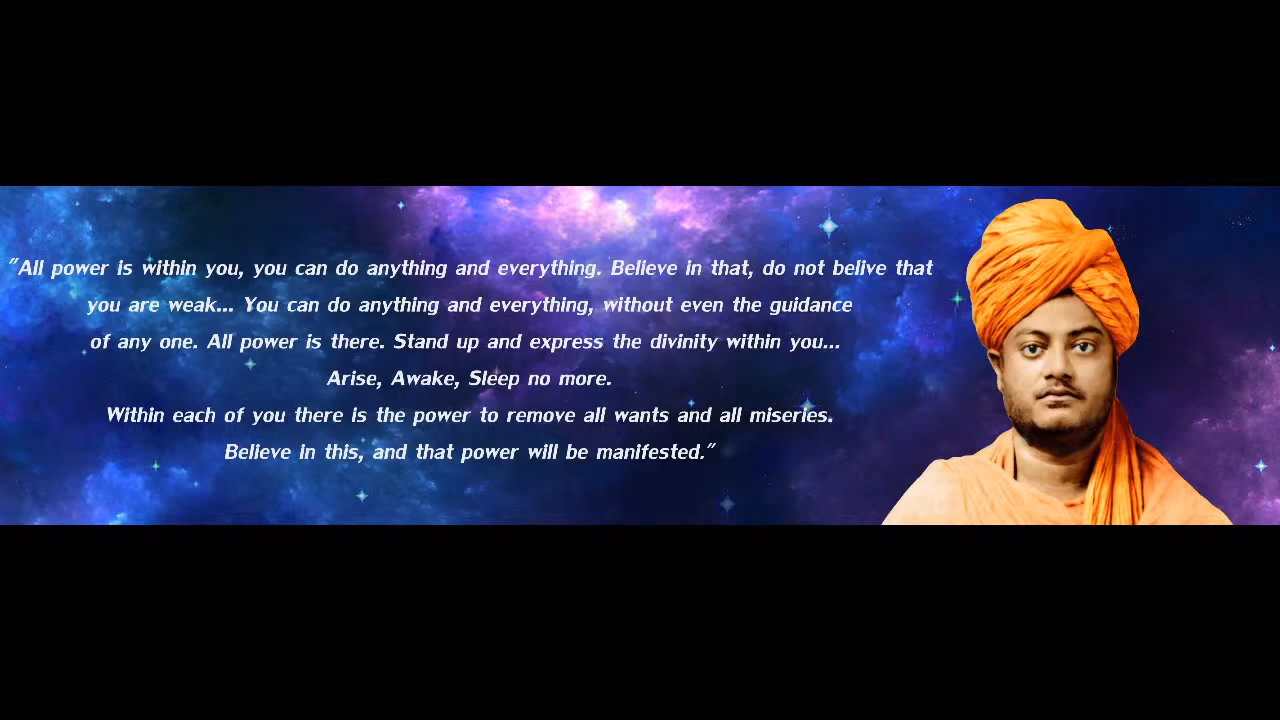 "All power is within you, you can do anything and everything. Believe in that, do not belive that
you are weak... You can do anything and everything, without even the guidance
of any one. All power is there. Stand up and express the divinity within you...
Arise, Awake, Sleep no more.
Within each of you there is the power to remove all wants and all miseries.
Believe in this, and that power will be manifested."